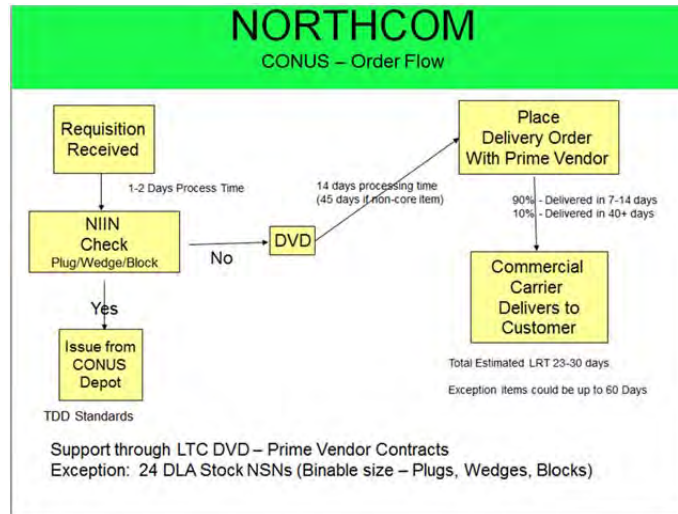 NORTHCOM
CONUS – Order Flow
Requisition
Received
1-2 Days Process Time
NIIN
Check
Plug/Wedge/Block
No
DVD
14 days processing time
(45 days if non-core item)
Place
Delivery Order
With Prime Vendor
90% - Delivered in 7-14 days
10% - Delivered in 40+ days
Commercial
Carrier
Delivers to
Customer
Yes
Issue from
CONUS
Depot
TDD Standards
Total Estimated LRT 23-30 days
Exception items could be up to 60 Days
Support through LTC DVD – Prime Vendor Contracts
Exception: 24 DLA Stock NSNs (Binable size – Plugs, Wedges, Blocks)